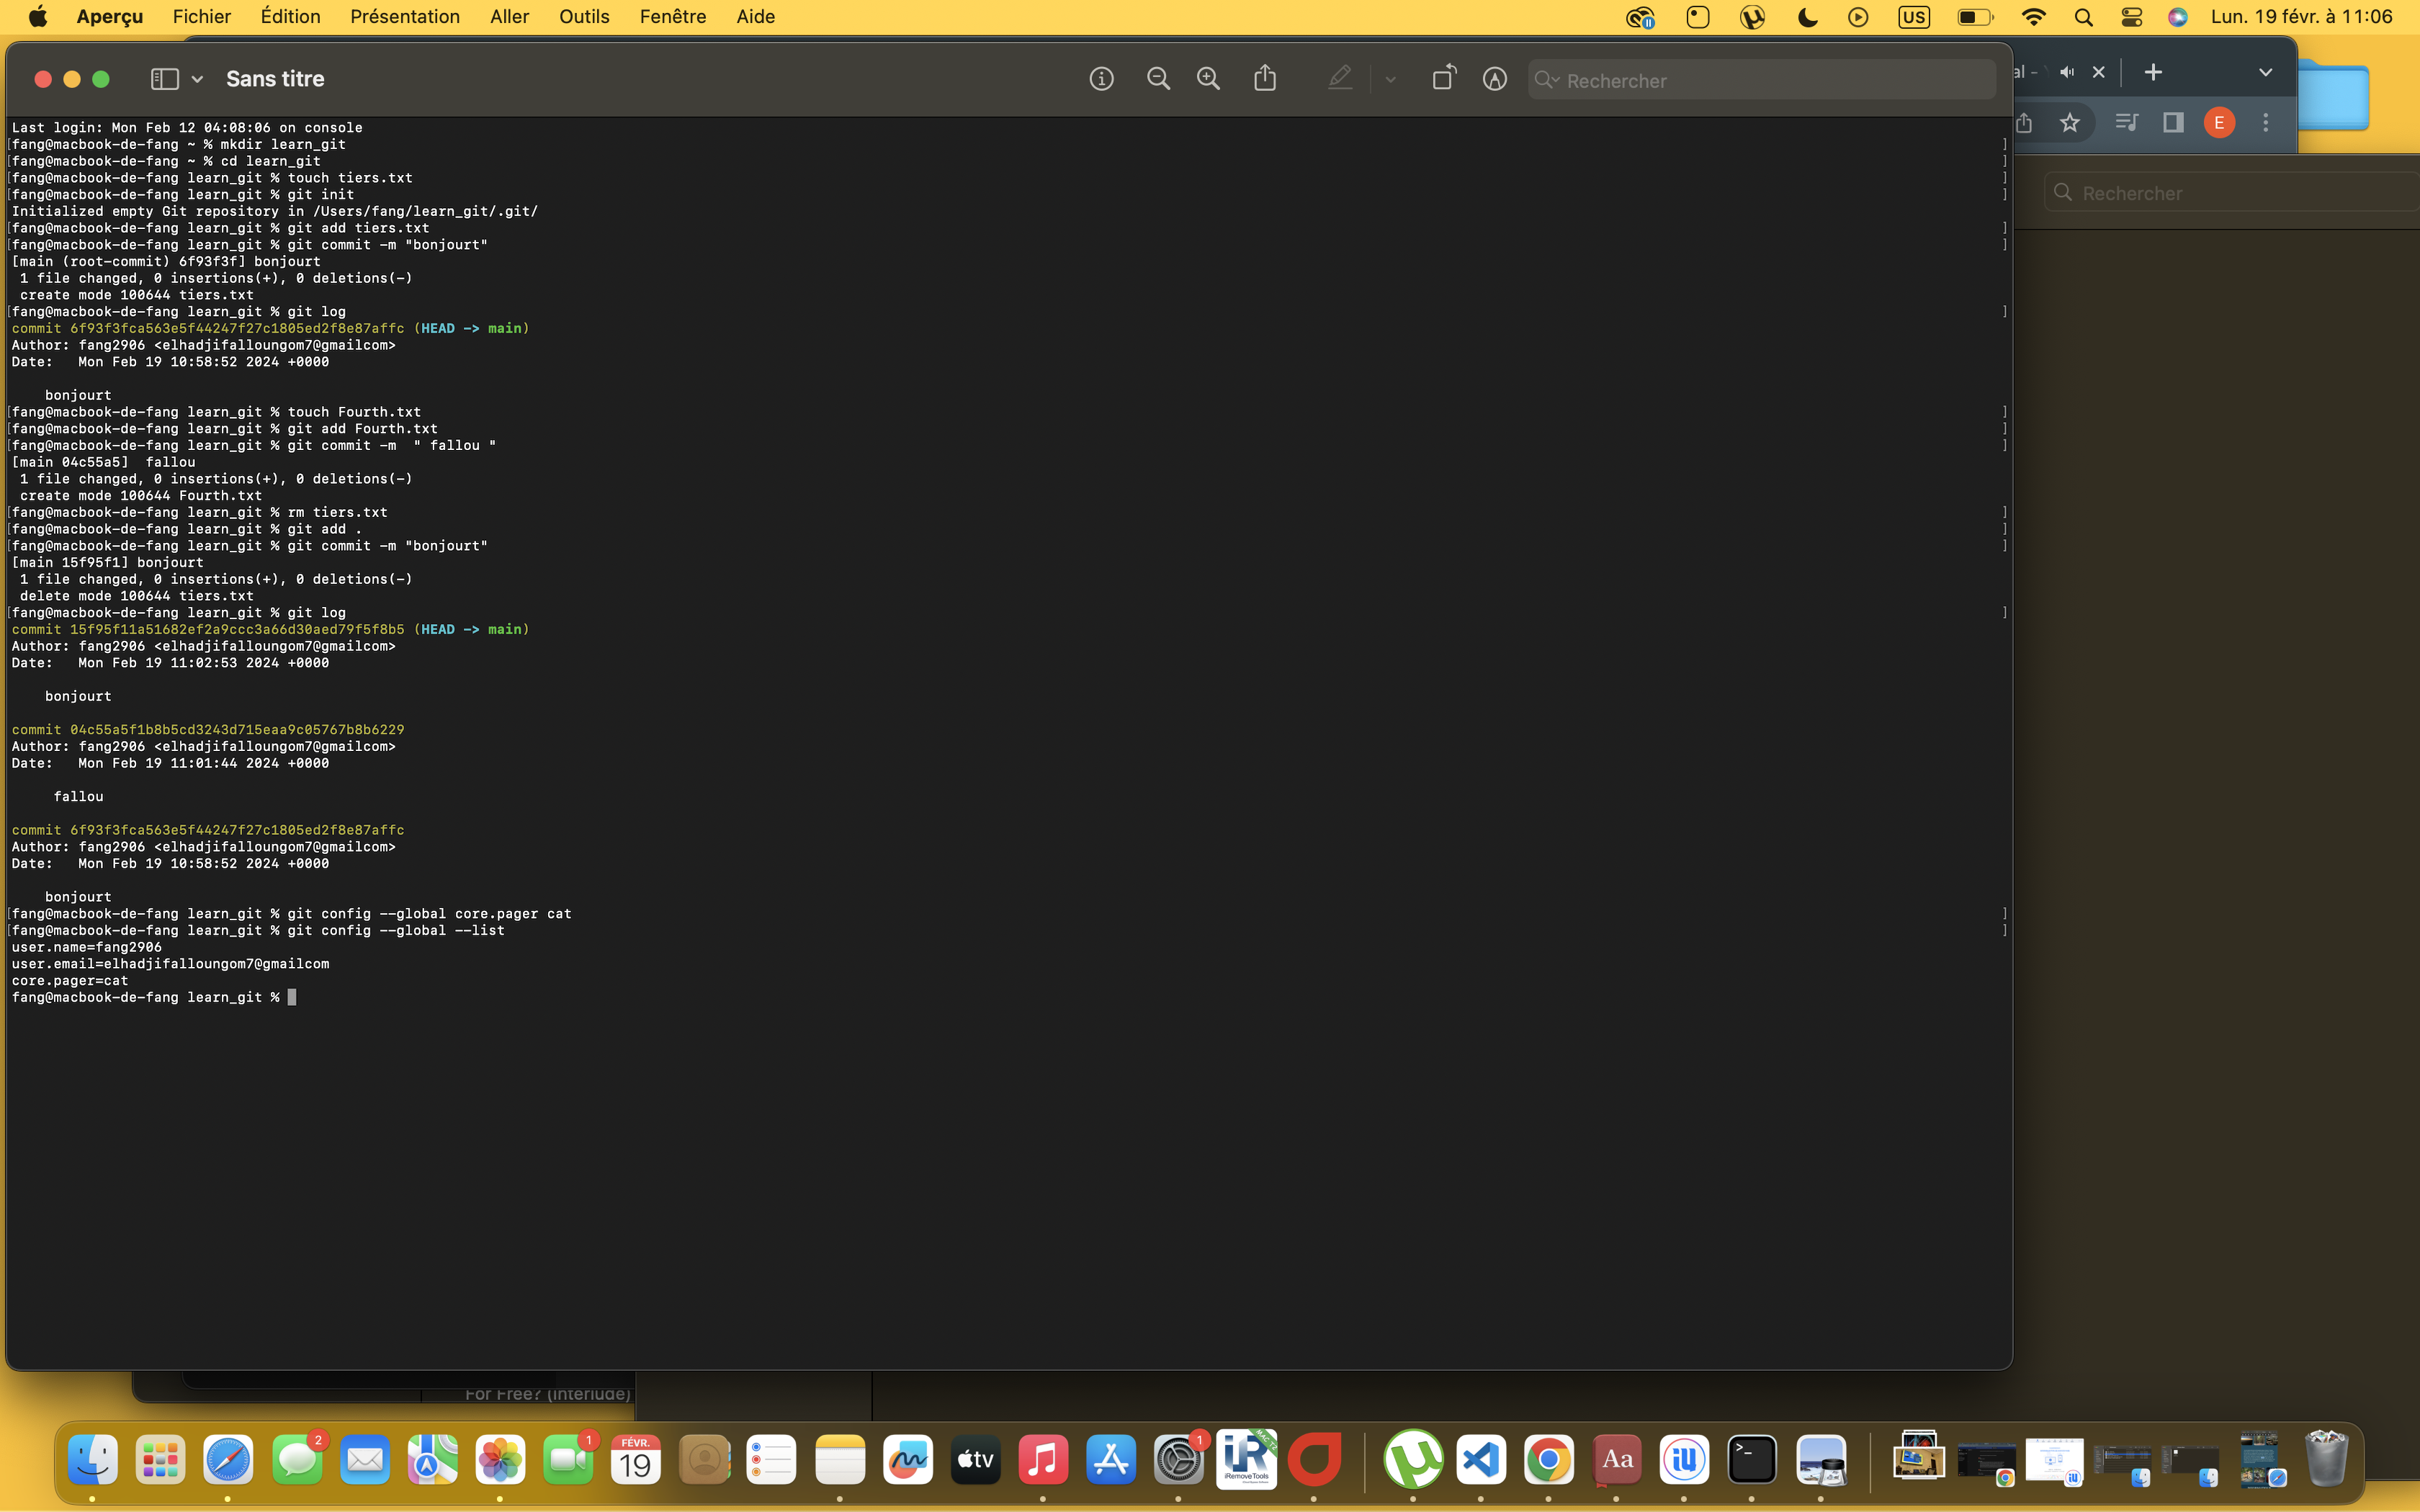 Aperçu Fichier Édition Présentation Aller Outils Fenêtre Aide US Lun. 19 févr. à 11:06
Sans titre Rechercher
al -
E
Rechercher
Last login: Mon Feb 12 04:08:06 on console
[fang@macbook-de-fang ~ % mkdir learn_git ]
[fang@macbook-de-fang ~ % cd learn_git ]
[fang@macbook-de-fang learn_git % touch tiers.txt ]
[fang@macbook-de-fang learn_git % git init ]
Initialized empty Git repository in /Users/fang/learn_git/.git/
[fang@macbook-de-fang learn_git % git add tiers.txt ]
[fang@macbook-de-fang learn_git % git commit -m "bonjourt" ]
[main (root-commit) 6f93f3f] bonjourt
 1 file changed, 0 insertions(+), 0 deletions(-)
 create mode 100644 tiers.txt
[fang@macbook-de-fang learn_git % git log ]
commit 6f93f3fca563e5f44247f27c1805ed2f8e87affc (HEAD -> main)
Author: fang2906 <elhadjifalloungom7@gmailcom>
Date:   Mon Feb 19 10:58:52 2024 +0000
    bonjourt
[fang@macbook-de-fang learn_git % touch Fourth.txt ]
[fang@macbook-de-fang learn_git % git add Fourth.txt ]
[fang@macbook-de-fang learn_git % git commit -m  " fallou " ]
[main 04c55a5]  fallou
 1 file changed, 0 insertions(+), 0 deletions(-)
 create mode 100644 Fourth.txt
[fang@macbook-de-fang learn_git % rm tiers.txt ]
[fang@macbook-de-fang learn_git % git add . ]
[fang@macbook-de-fang learn_git % git commit -m "bonjourt" ]
[main 15f95f1] bonjourt
 1 file changed, 0 insertions(+), 0 deletions(-)
 delete mode 100644 tiers.txt
[fang@macbook-de-fang learn_git % git log ]
commit 15f95f11a51682ef2a9ccc3a66d30aed79f5f8b5 (HEAD -> main)
Author: fang2906 <elhadjifalloungom7@gmailcom>
Date:   Mon Feb 19 11:02:53 2024 +0000
    bonjourt
commit 04c55a5f1b8b5cd3243d715eaa9c05767b8b6229
Author: fang2906 <elhadjifalloungom7@gmailcom>
Date:   Mon Feb 19 11:01:44 2024 +0000
     fallou
commit 6f93f3fca563e5f44247f27c1805ed2f8e87affc
Author: fang2906 <elhadjifalloungom7@gmailcom>
Date:   Mon Feb 19 10:58:52 2024 +0000
    bonjourt
[fang@macbook-de-fang learn_git % git config --global core.pager cat ]
[fang@macbook-de-fang learn_git % git config --global --list ]
user.name=fang2906
user.email=elhadjifalloungom7@gmailcom
core.pager=cat
fang@macbook-de-fang learn_git %
For Free? (Interlude)
2 1 FÉVR. 19 tv 1 iR MAC 1.2 iRemoveTools Aa iU >_